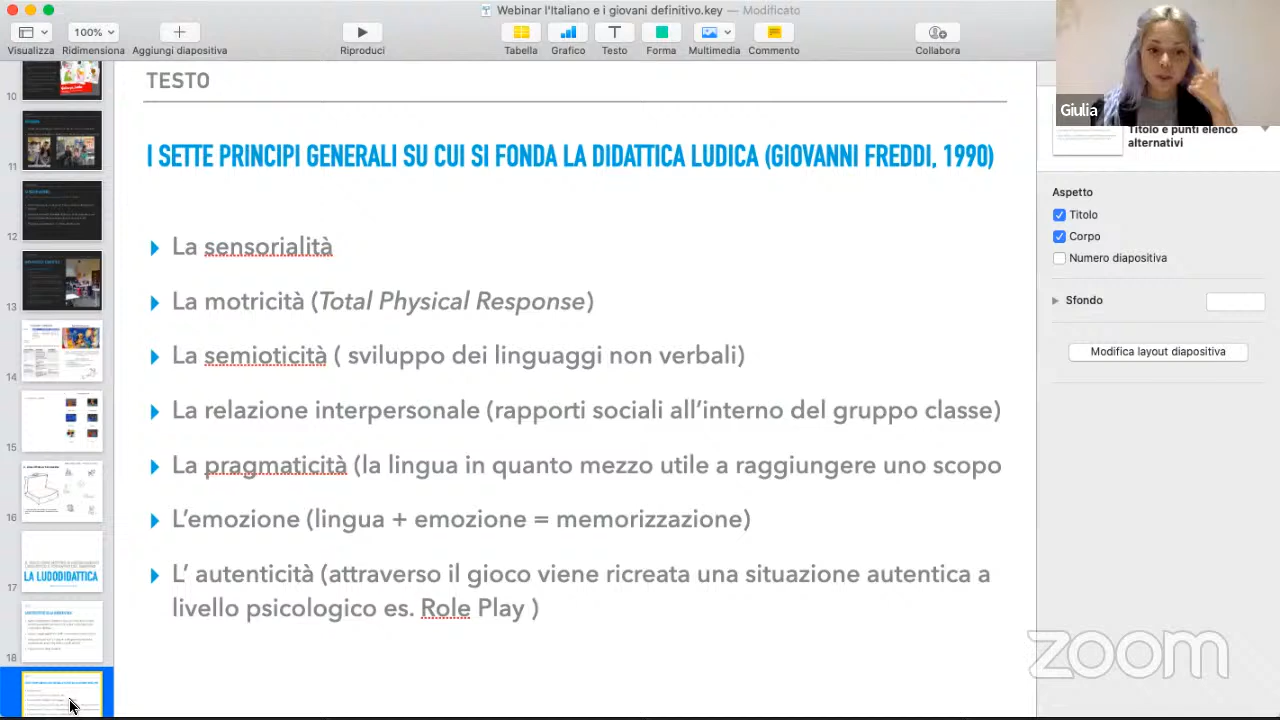 Webinar l'Italiano e i giovani definitivo.key — Modificato
100%
Visualizza
Ridimensiona
Aggiungi diapositiva
Riproduci
Tabella
Grafico
Testo
Forma
Multimedia
Commento
Collabora
Giulia
Titolo e punti elenco
alternativi
Aspetto
Titolo
Corpo
Numero diapositiva
Sfondo
Modifica layout diapositiva
TESTO
I SETTE PRINCIPI GENERALI SU CUI SI FONDA LA DIDATTICA LUDICA (GIOVANNI FREDDI, 1990)
La sensorialità
La motricità (Total Physical Response)
La semioticità ( sviluppo dei linguaggi non verbali)
La relazione interpersonale (rapporti sociali all'interno del gruppo classe)
La pragmaticità (la lingua in quanto mezzo utile a raggiungere uno scopo
L'emozione (lingua + emozione = memorizzazione)
L' autenticità (attraverso il gioco viene ricreata una situazione autentica a
livello psicologico es. Role Play )
10
11
12
13
14
15
16
17
LA LUDODIDATTICA
18
zoom